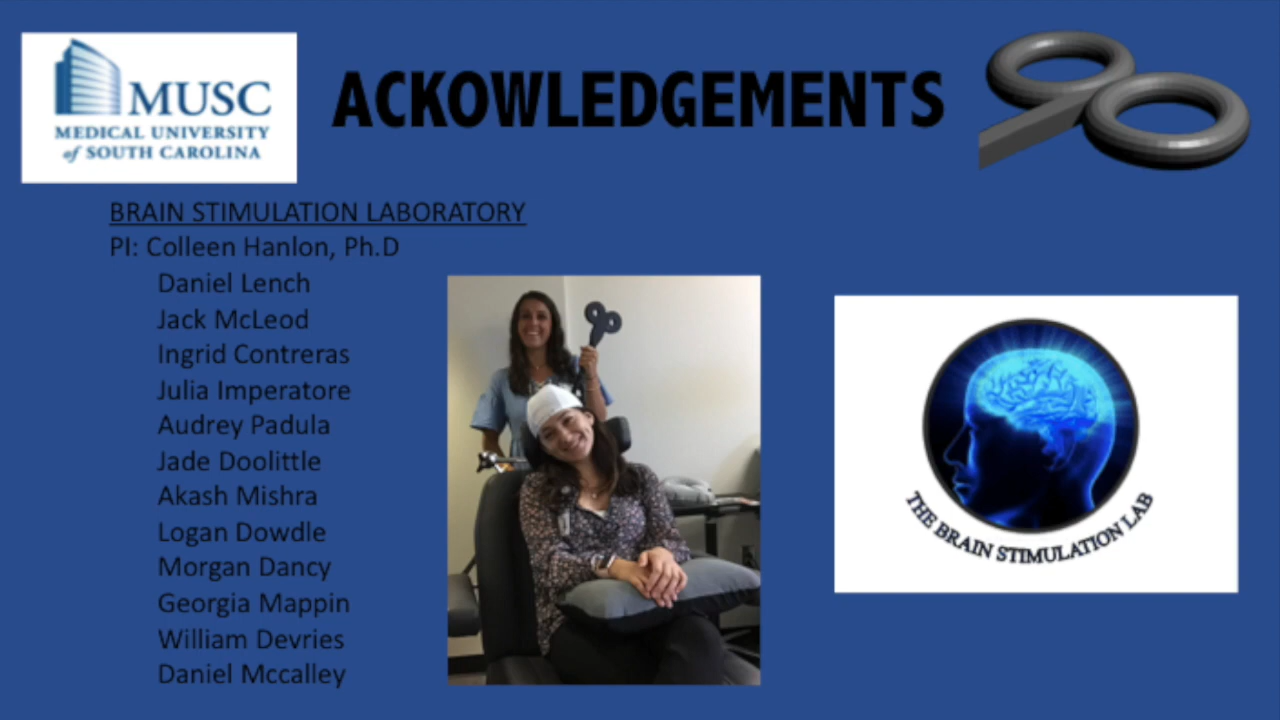 MUSC
MEDICAL UNIVERSITY
of SOUTH CAROLINA
ACKOWLEDGEMENTS
BRAIN STIMULATION LABORATORY
PI: Colleen Hanlon, Ph.D
Daniel Lench
Jack McLeod
Ingrid Contreras
Julia Imperatore
Audrey Padula
Jade Doolittle
Akash Mishra
Logan Dowdle
Morgan Dancy
Georgia Mappin
William Devries
Daniel Mccalley
THE BRAIN STIMULATION LAB